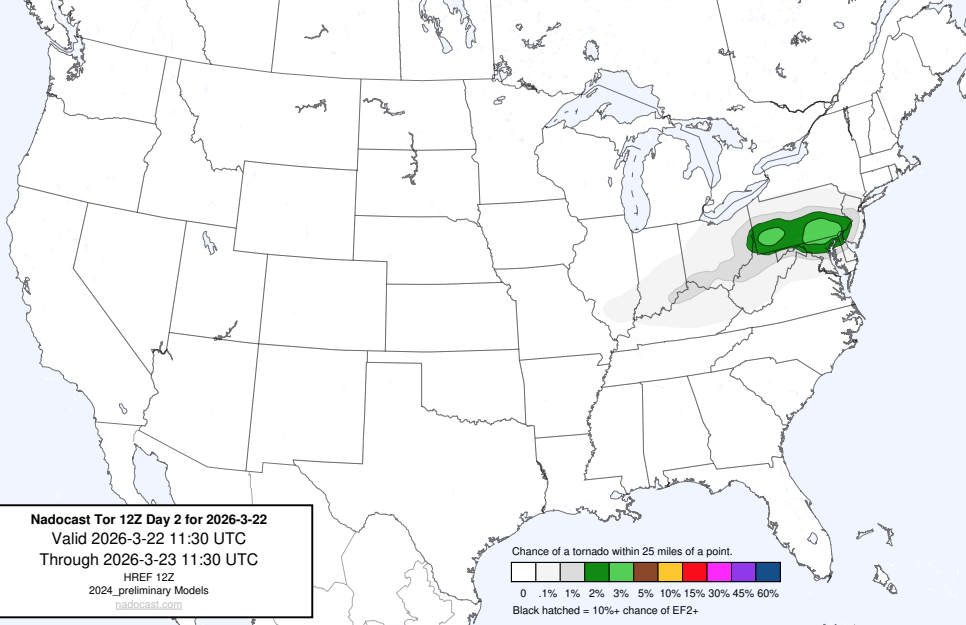 Nadocast Tor 12Z Day 2 for 2026-3-22
Valid 2026-3-22 11:30 UTC
Through 2026-3-23 11:30 UTC
HREF 12Z
2024_preliminary Models
nadocast.com
Chance of a tornado within 25 miles of a point.
0 .1% 1% 2% 3% 5% 10% 15% 30% 45% 60%
Black hatched = 10%+ chance of EF2+